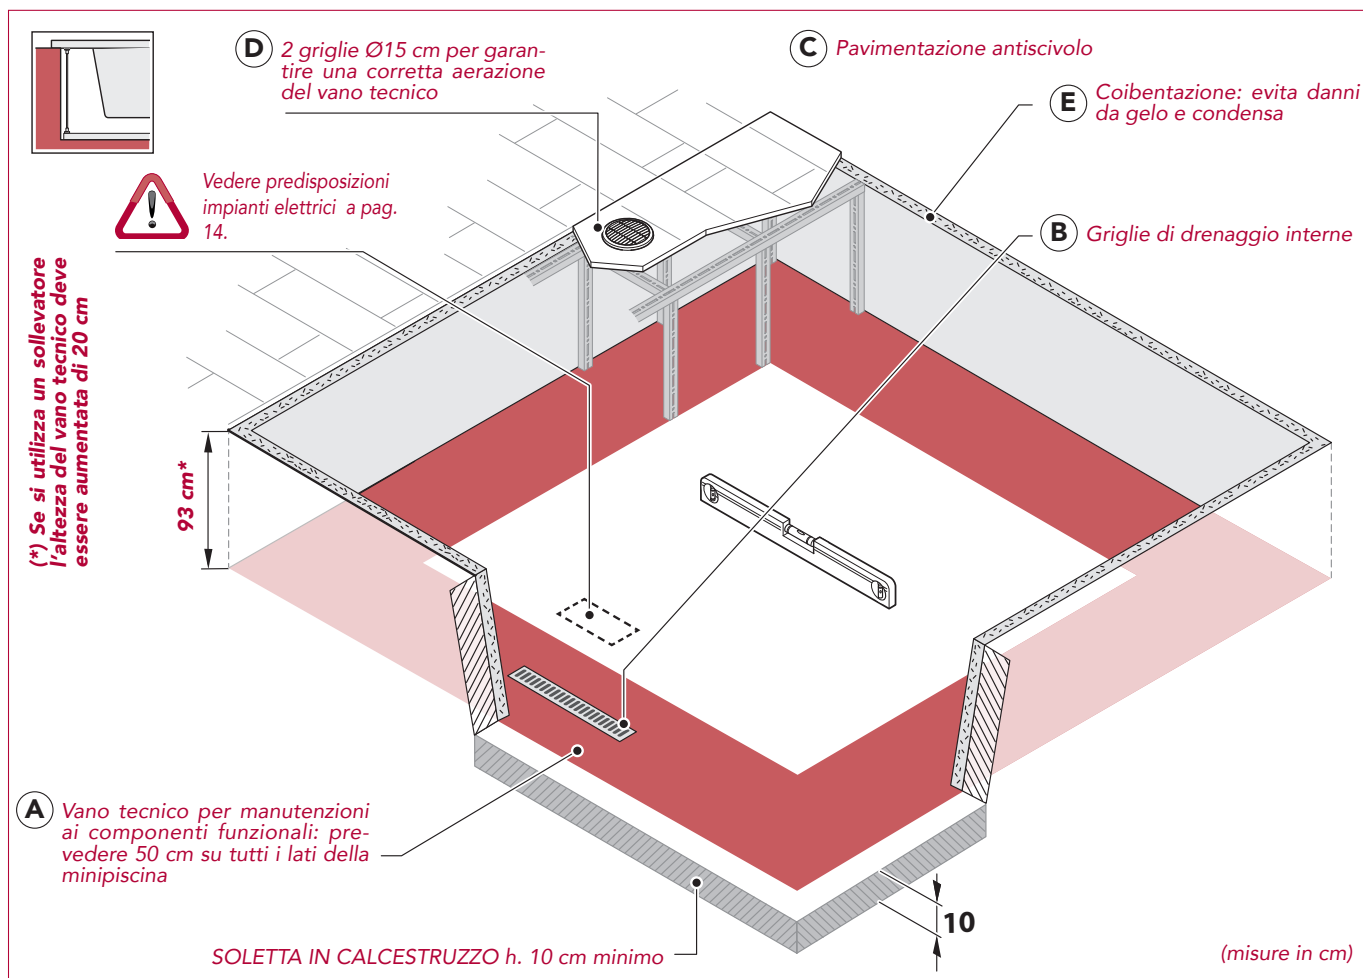 D
2 griglie Ø15 cm per garan-
tire una corretta aerazione
del vano tecnico
C
Pavimentazione antiscivolo
E
Coibentazione: evita danni
da gelo e condensa
Vedere predisposizioni
impianti elettrici a pag.
14.
B
Griglie di drenaggio interne
(*) Se si utilizza un sollevatore
l'altezza del vano tecnico deve
essere aumentata di 20 cm
93 cm*
A
Vano tecnico per manutenzioni
ai componenti funzionali: pre-
vedere 50 cm su tutti i lati della
minipiscina
10
SOLETTA IN CALCESTRUZZO h. 10 cm minimo
(misure in cm)